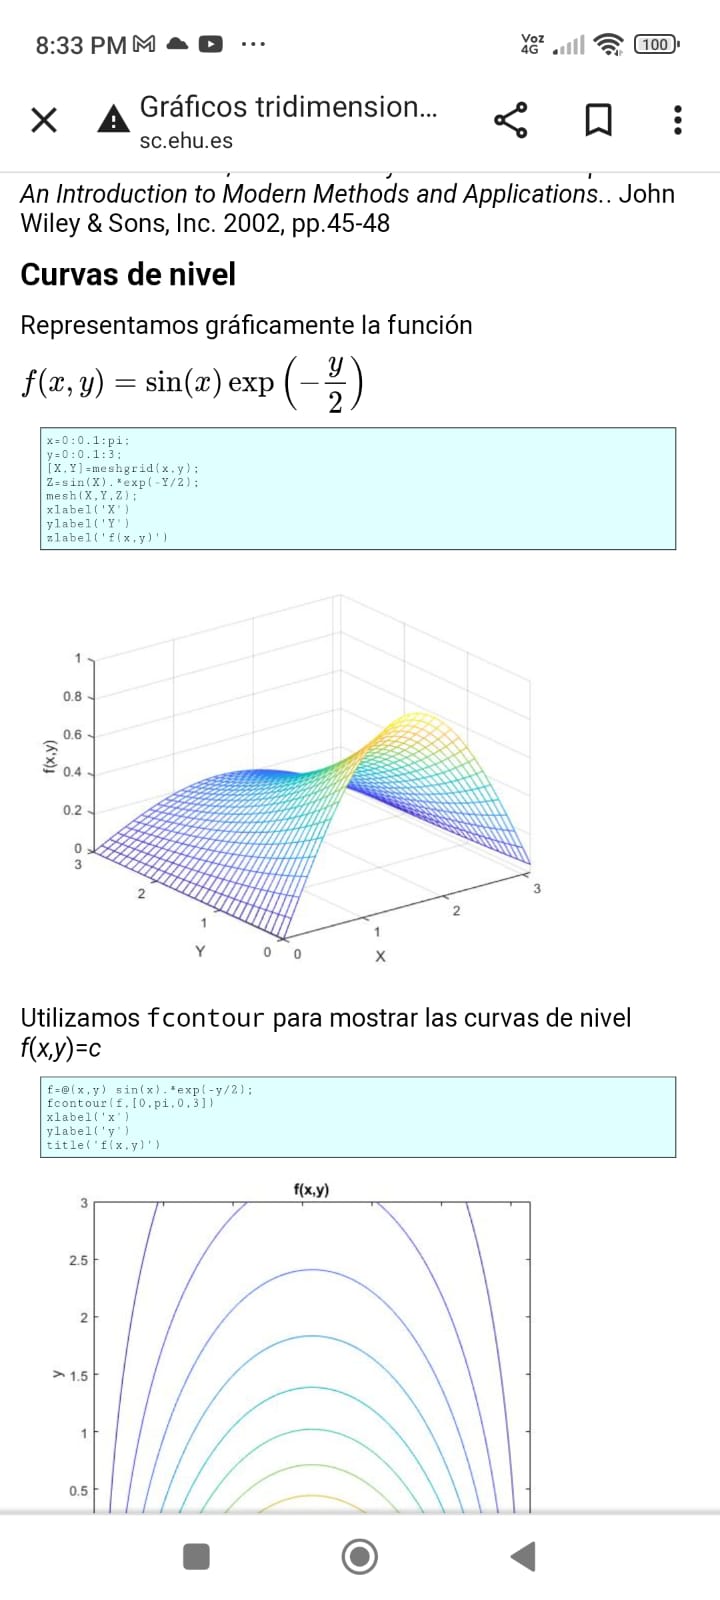 8:33 PM
Voz 4G
100
Gráficos tridimension...
sc.ehu.es
An Introduction to Modern Methods and Applications.. John
Wiley & Sons, Inc. 2002, pp.45-48
Curvas de nivel
Representamos gráficamente la función
f(x, y) = sin(x) exp(−y/2)
x=0:0.1:pi;
y=0:0.1:3;
[X,Y]=meshgrid(x,y);
Z=sin(X).*exp(-Y/2);
mesh(X,Y,Z);
xlabel('X')
ylabel('Y')
zlabel('f(x,y)')
1
0.8
0.6
0.4
0.2
0
f(x,y)
3
2
1
0
Y
0
1
2
3
X
Utilizamos fcontour para mostrar las curvas de nivel
f(x,y)=c
f=@(x,y) sin(x).*exp(-y/2);
fcontour(f,[0,pi,0,3])
xlabel('x')
ylabel('y')
title('f(x,y)')
f(x,y)
3
2.5
2
y
1.5
1
0.5